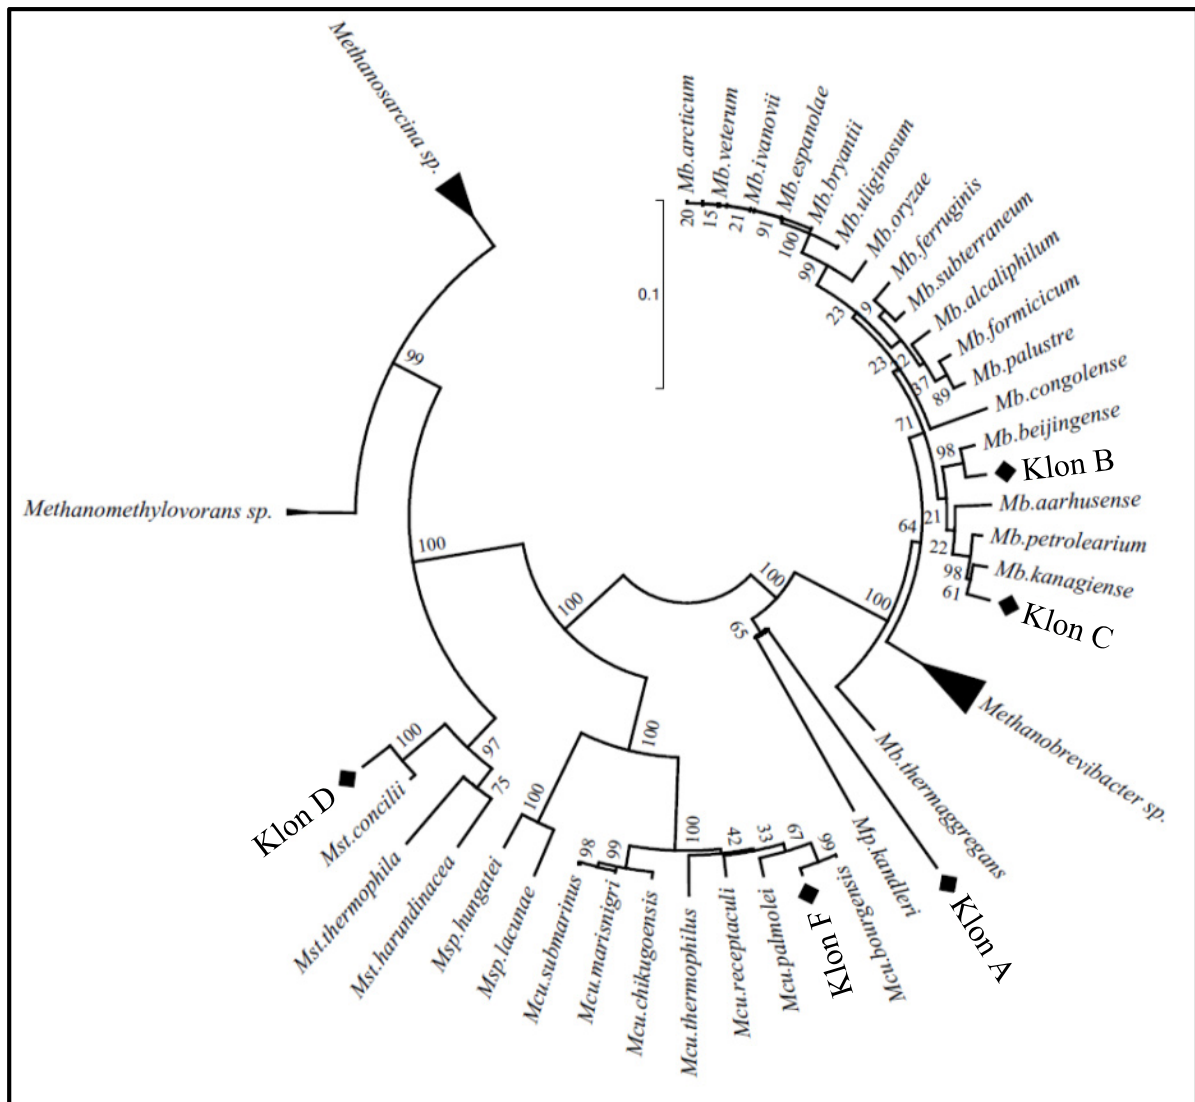 Methanosarcina sp.
Mb.arcticum
Mb.veterum
Mb.ivanovii
Mb.espanolae
Mb.bryantii
Mb.uliginosum
Mb.oryzae
Mb.ferruginis
Mb.subterraneum
Mb.alcaliphilum
Mb.formicicum
Mb.palustre
Mb.congolense
Mb.beijingense
Klon B
Mb.aarhusense
Mb.petrolearium
Mb.kanagiense
Klon C
Methanobrevibacter sp.
Mb.thermaggregans
Klon A
Mp.kandleri
Mcu.bourgensis
Klon F
Mcu.palmolei
Mcu.receptaculi
Mcu.thermophilus
Mcu.chikugoensis
Mcu.marisnigri
Mcu.submarinus
Msp.lacunae
Msp.hungatei
Mst.harundinacea
Mst.thermophila
Mst.concilii
Klon D
Methanomethylovorans sp.
0.1
20
15
21
91
100
99
23
9
23
37
89
71
98
21
22
98
61
64
100
100
65
99
100
100
100
97
75
100
100
98
99
100
42
33
67
99